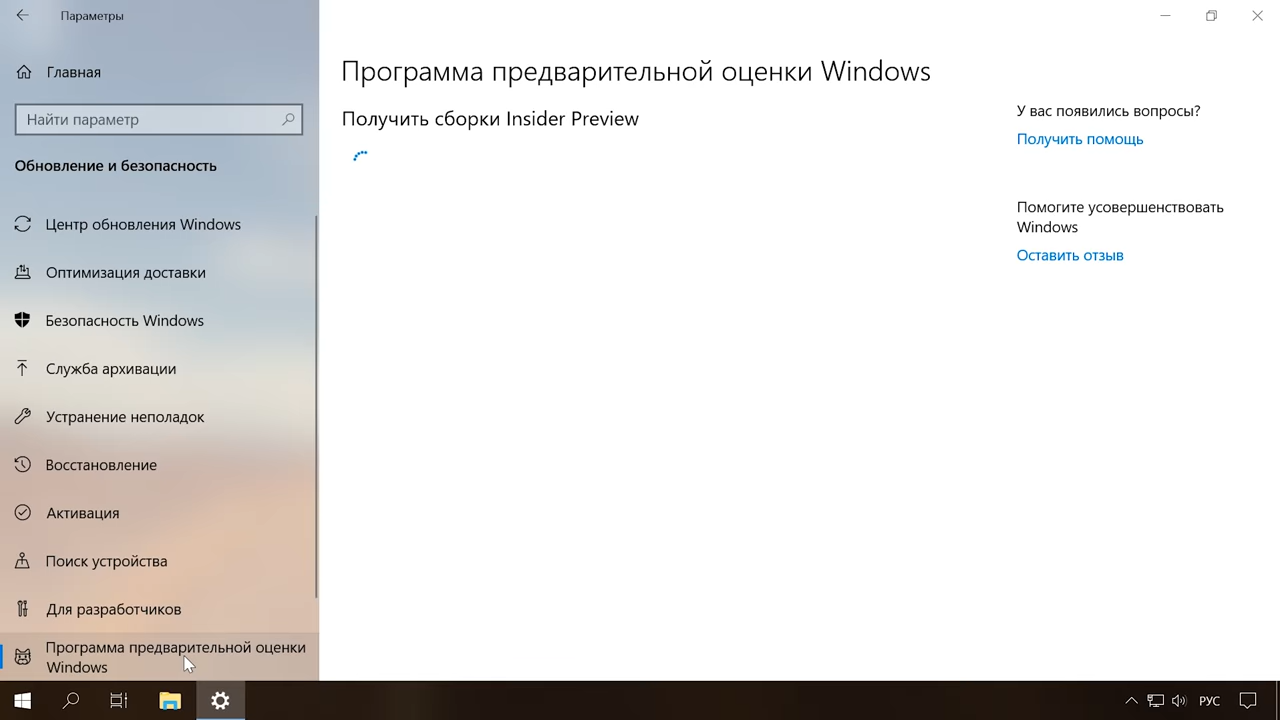 Параметры
Главная
Найти параметр
Обновление и безопасность
Центр обновления Windows
Оптимизация доставки
Безопасность Windows
Служба архивации
Устранение неполадок
Восстановление
Активация
Поиск устройства
Для разработчиков
Программа предварительной оценки
Windows
Программа предварительной оценки Windows
Получить сборки Insider Preview
У вас появились вопросы?
Получить помощь
Помогите усовершенствовать
Windows
Оставить отзыв
РУС